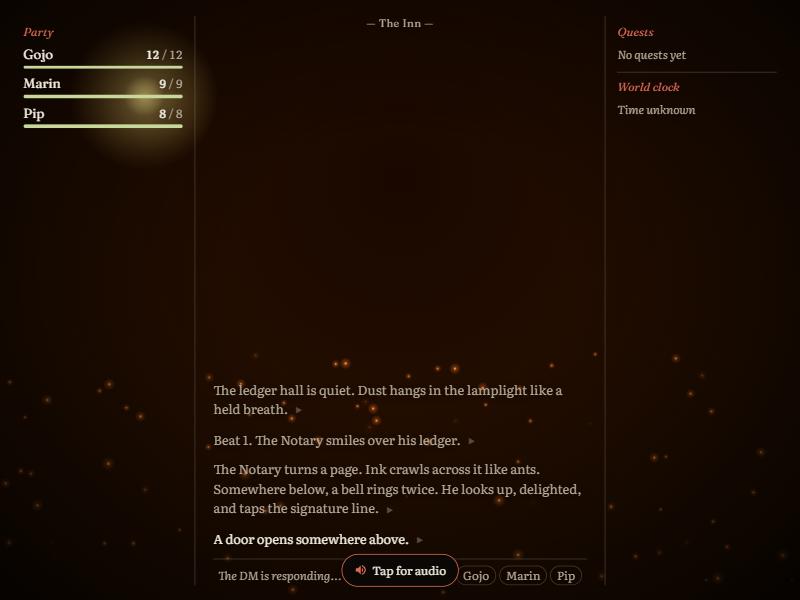 Party
Gojo 12 / 12
Marin 9 / 9
Pip 8 / 8
— The Inn —
The ledger hall is quiet. Dust hangs in the lamplight like a
held breath.
Beat 1. The Notary smiles over his ledger.
The Notary turns a page. Ink crawls across it like ants.
Somewhere below, a bell rings twice. He looks up, delighted,
and taps the signature line.
A door opens somewhere above.
The DM is responding...
Tap for audio
Gojo Marin Pip
Quests
No quests yet
World clock
Time unknown